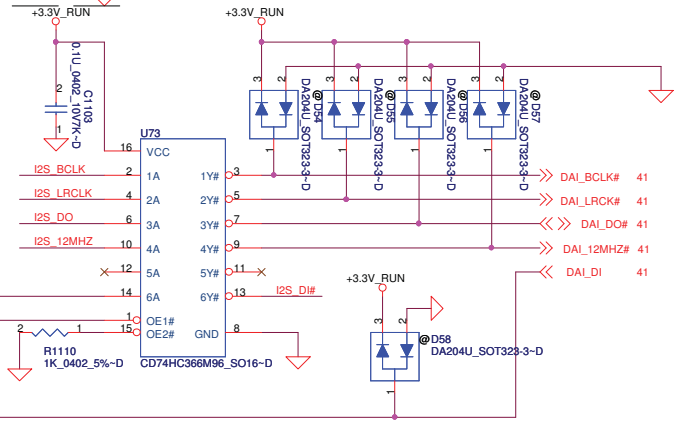 +3.3V_RUN
+3.3V_RUN
2
1
C1103
0.1U_0402_10V7K~D
3
2
1
@D54
DA204U_SOT323-3~D
3
2
1
@D55
DA204U_SOT323-3~D
3
2
1
@D56
DA204U_SOT323-3~D
3
2
1
@D57
DA204U_SOT323-3~D
U73
16 VCC
I2S_BCLK 2 1A 1Y# 3 DAI_BCLK# 41
I2S_LRCLK 4 2A 2Y# 5 DAI_LRCK# 41
I2S_DO 6 3A 3Y# 7 DAI_DO# 41
I2S_12MHZ 10 4A 4Y# 9 DAI_12MHZ# 41
12 5A 5Y# 11 DAI_DI 41
14 6A 6Y# 13 I2S_DI#
1 OE1#
2 1 15 OE2# GND 8
R1110
1K_0402_5%~D
CD74HC366M96_SO16~D
+3.3V_RUN
3
2
1
@D58
DA204U_SOT323-3~D